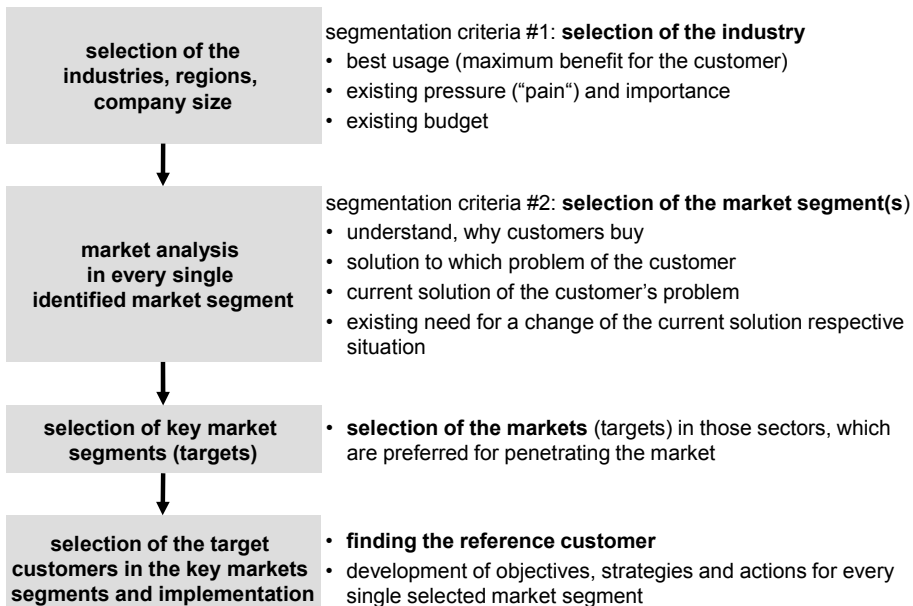 selection of the
industries, regions,
company size
segmentation criteria #1: selection of the industry
• best usage (maximum benefit for the customer)
• existing pressure (“pain“) and importance
• existing budget
market analysis
in every single
identified market segment
segmentation criteria #2: selection of the market segment(s)
• understand, why customers buy
• solution to which problem of the customer
• current solution of the customer’s problem
• existing need for a change of the current solution respective
situation
selection of key market
segments (targets)
• selection of the markets (targets) in those sectors, which
are preferred for penetrating the market
selection of the target
customers in the key markets
segments and implementation
• finding the reference customer
• development of objectives, strategies and actions for every
single selected market segment